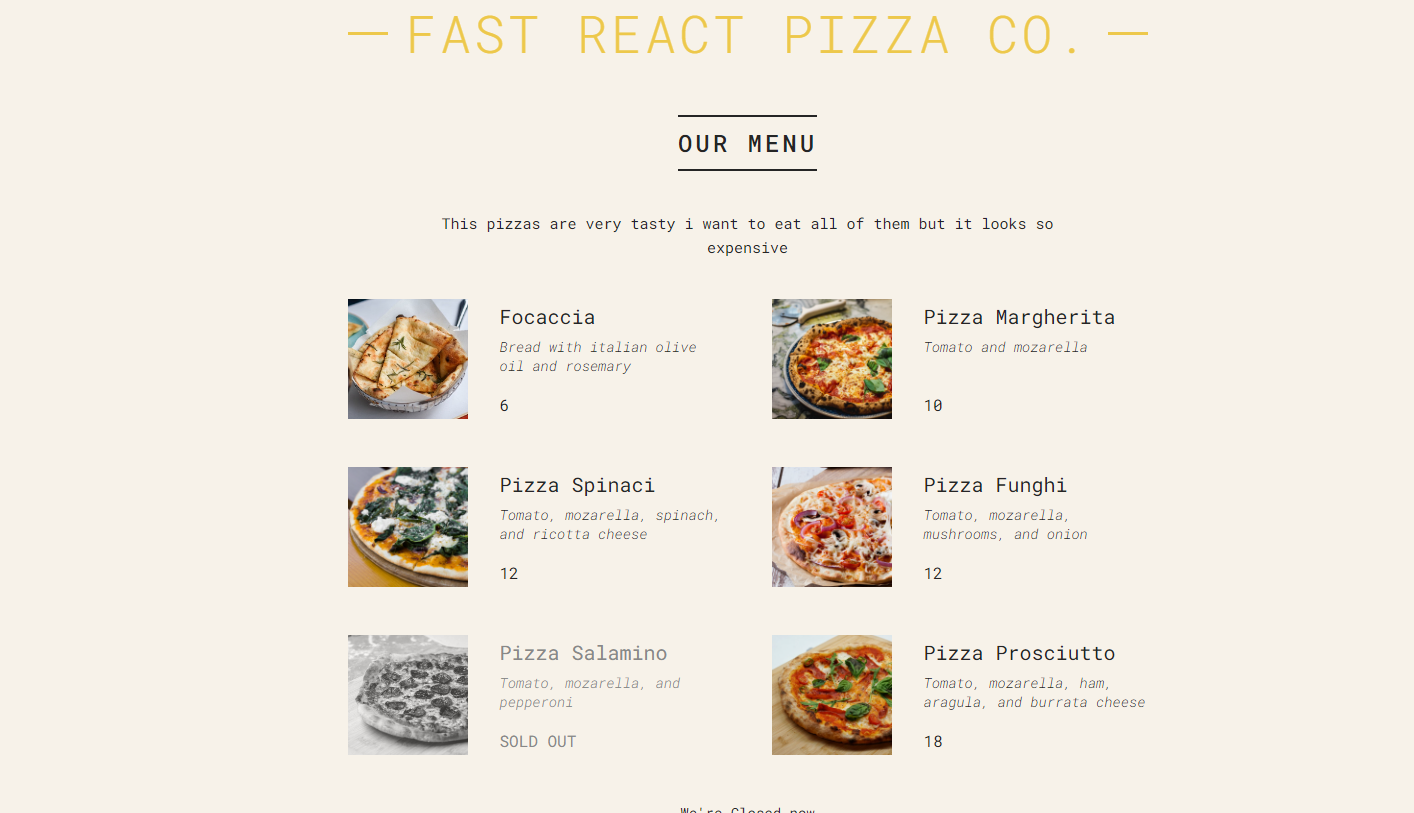 FAST REACT PIZZA CO.
OUR MENU
This pizzas are very tasty i want to eat all of them but it looks so
expensive
Focaccia
Bread with italian olive
oil and rosemary
6
Pizza Margherita
Tomato and mozarella
10
Pizza Spinaci
Tomato, mozarella, spinach,
and ricotta cheese
12
Pizza Funghi
Tomato, mozarella,
mushrooms, and onion
12
Pizza Salamino
Tomato, mozarella, and
pepperoni
SOLD OUT
Pizza Prosciutto
Tomato, mozarella, ham,
aragula, and burrata cheese
18
We're Closed now